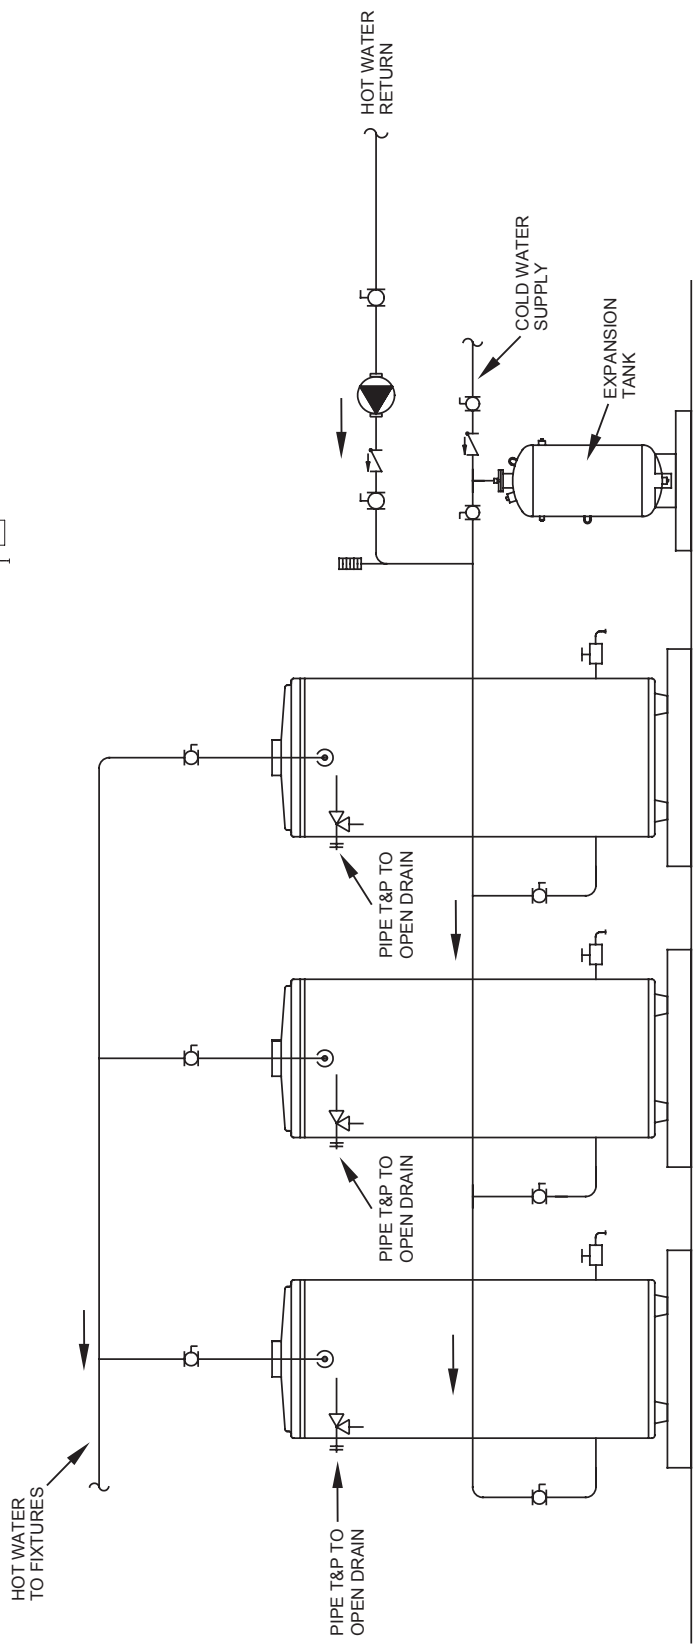 HOT WATER
TO FIXTURES
PIPE T&P TO
OPEN DRAIN
PIPE T&P TO
OPEN DRAIN
PIPE T&P TO
OPEN DRAIN
HOT WATER
RETURN
COLD WATER
SUPPLY
EXPANSION
TANK